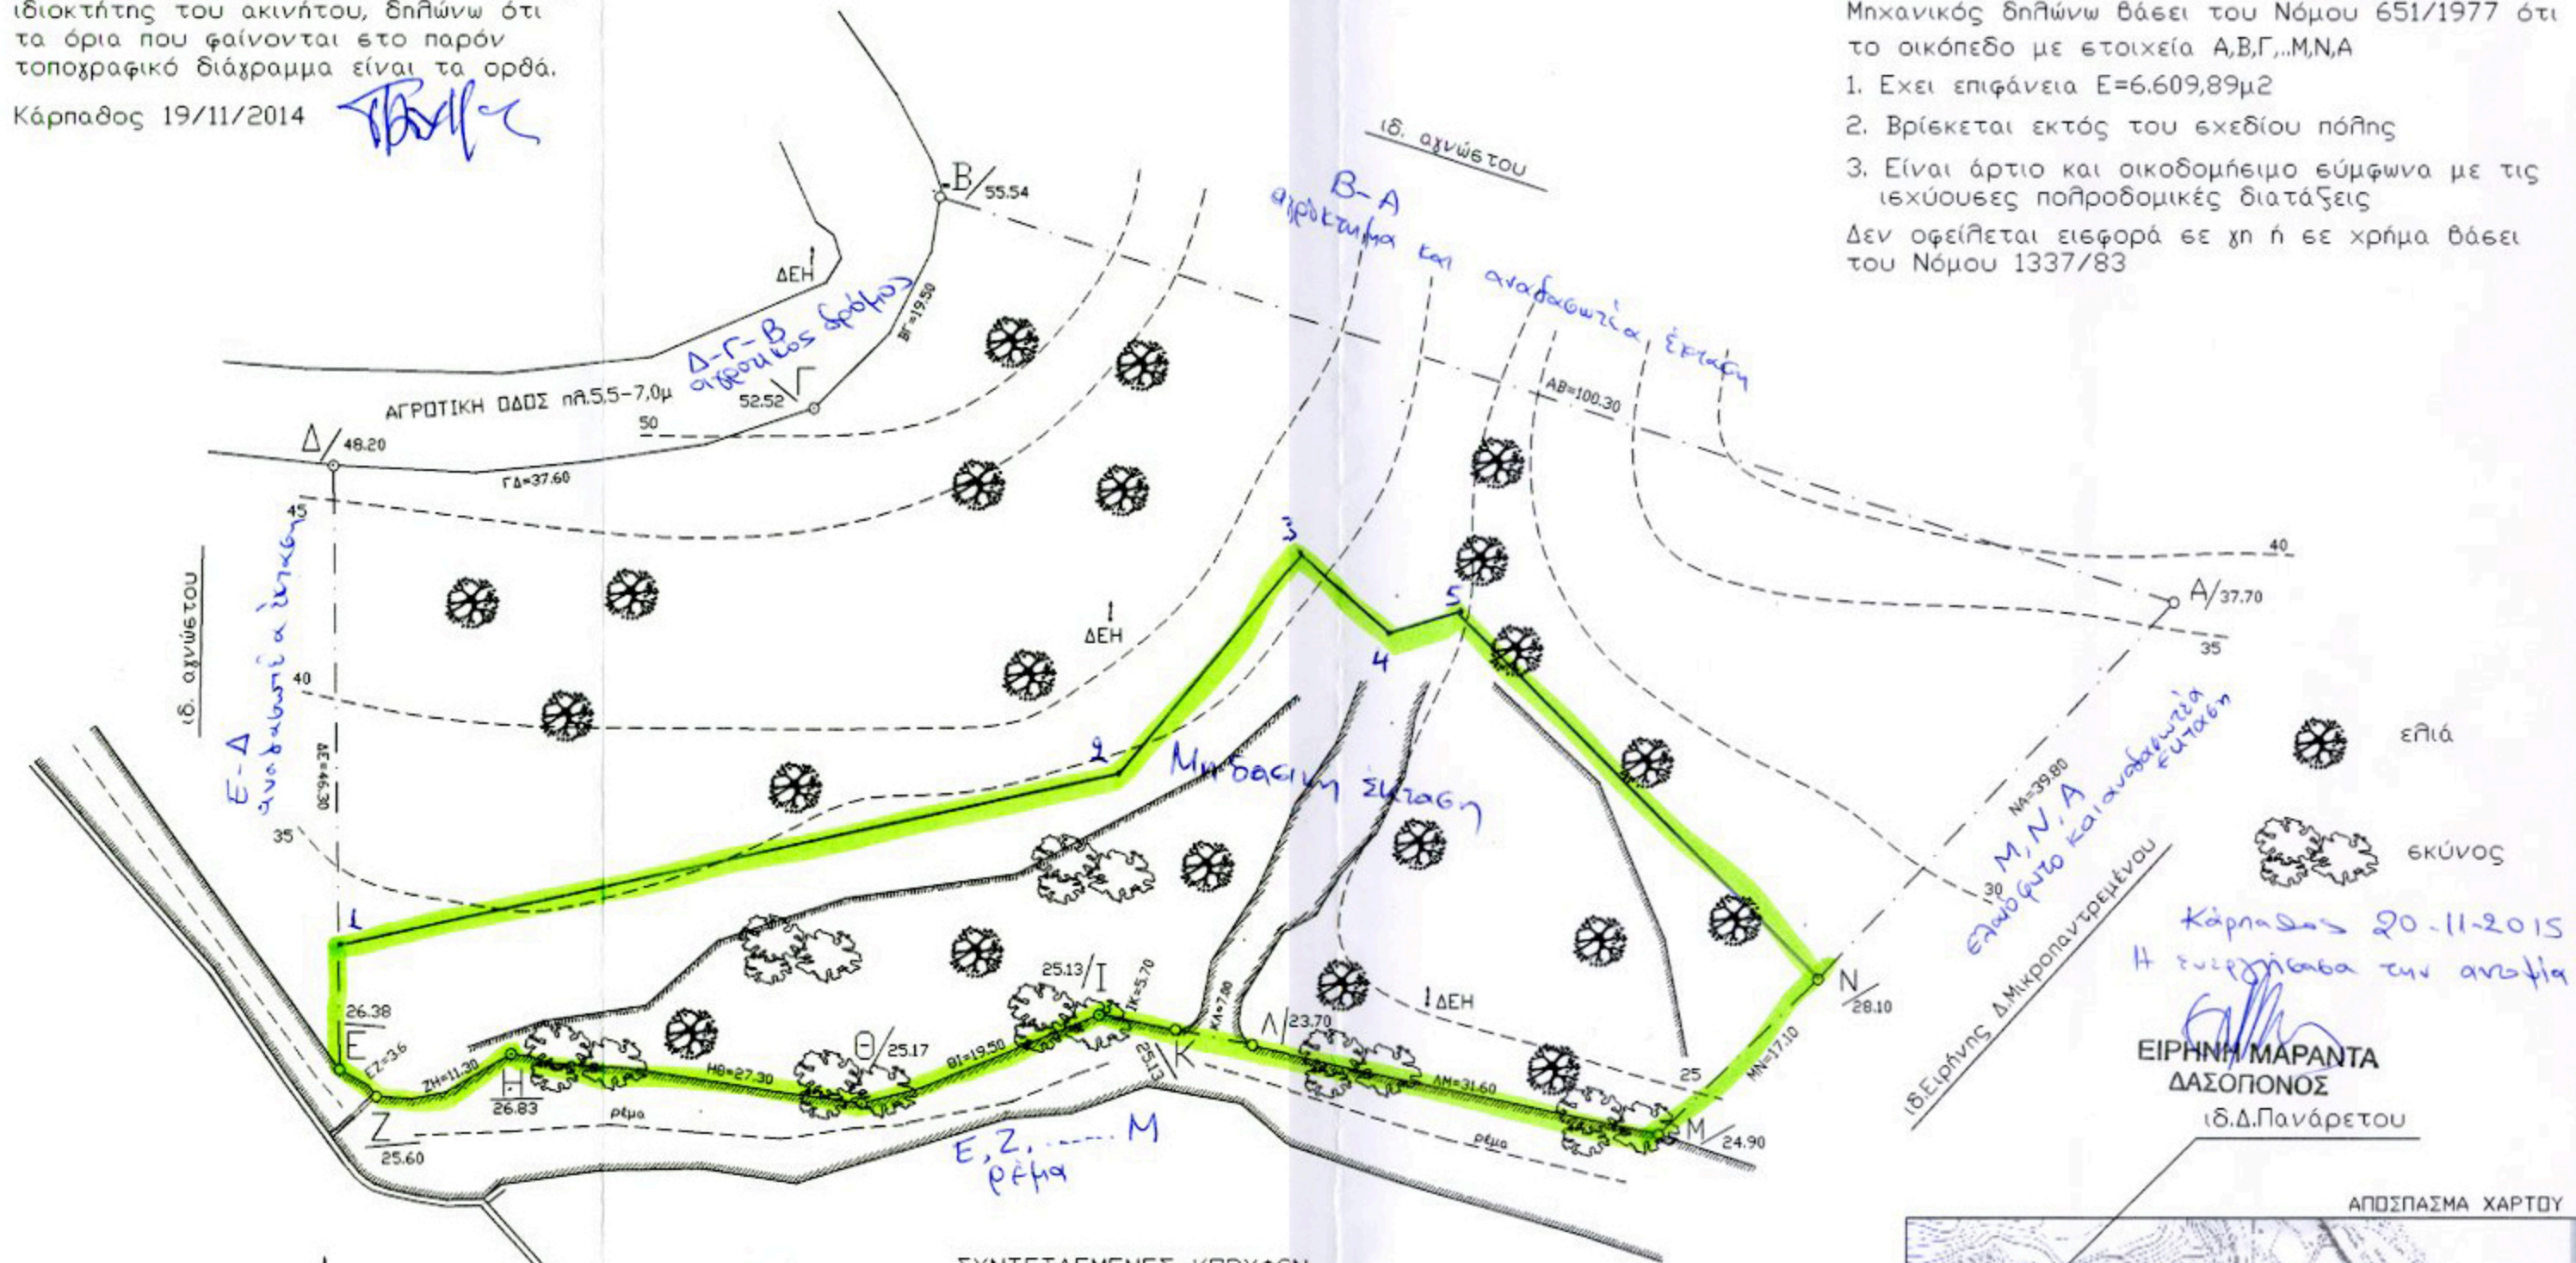 ιδιοκτήτης του ακινήτου, δηλώνω ότι
τα όρια που φαίνονται στο παρόν
τοπογραφικό διάγραμμα είναι τα ορθά.
Κάρπαθος 19/11/2014
Μηχανικός δηλώνω βάσει του Νόμου 651/1977 ότι
το οικόπεδο με στοιχεία Α,Β,Γ,..Μ,Ν,Α
1. Εχει επιφάνεια Ε=6.609,89μ2
2. Βρίσκεται εκτός του σχεδίου πόλης
3. Είναι άρτιο και οικοδομήσιμο σύμφωνα με τις
ισχύουσες πολροδομικές διατάξεις
Δεν οφείλεται εισφορά σε γη ή σε χρήμα βάσει
του Νόμου 1337/83
ιδ. αγνώστου
Β-Α
αγρόκτημα και αναδασωτέα έκταση
Β/55.54
ΔΕΗ
ΒΓ=19.50
Δ-Γ-Β
αγροτικός δρόμος
ΑΓΡΟΤΙΚΗ ΟΔΟΣ πλ.5,5-7,0μ
52.52 Γ
50
Δ/48.20
ΓΔ=37.60
ΑΒ=100.30
45
40
Α/37.70
35
ιδ. αγνώστου
Ε-Δ
αναδασωτέα έκταση
ΔΕ=46.30
40
35
ΔΕΗ
3
4
5
2
1
Μη δασική έκταση
ΝΑ=39.80
Μ,Ν,Α
ελαιόφυτο και αναδασωτέα
έκταση
30
ιδ.Ειρήνης Δ.Μικροπαντρεμένου
ελιά
σκύνος
Κάρπαθος 20-11-2015
Η ενεργήσασα την αυτοψία
ΕΙΡΗΝΗ ΜΑΡΑΝΤΑ
ΔΑΣΟΠΟΝΟΣ
ιδ.Δ.Πανάρετου
Ν/28.10
ΜΝ=17.10
25
Μ/24.90
ΔΕΗ
ΛΜ=31.60
Λ/23.70
ΚΛ=7.00
Κ
25.13
ΙΚ=5.70
25.13/Ι
ΘΙ=19.50
Θ/25.17
ΗΘ=27.30
Η
26.83
ΖΗ=11.30
ΕΖ=3.6
26.38
Ε
Ζ
25.60
ρέμα
ρέμα
Ε,Ζ,......Μ
ρέμα
ΑΠΟΣΠΑΣΜΑ ΧΑΡΤΟΥ
ΣΥΝΤΕΤΑΓΜΕΝΕΣ ΚΟΡΥΦΩΝ